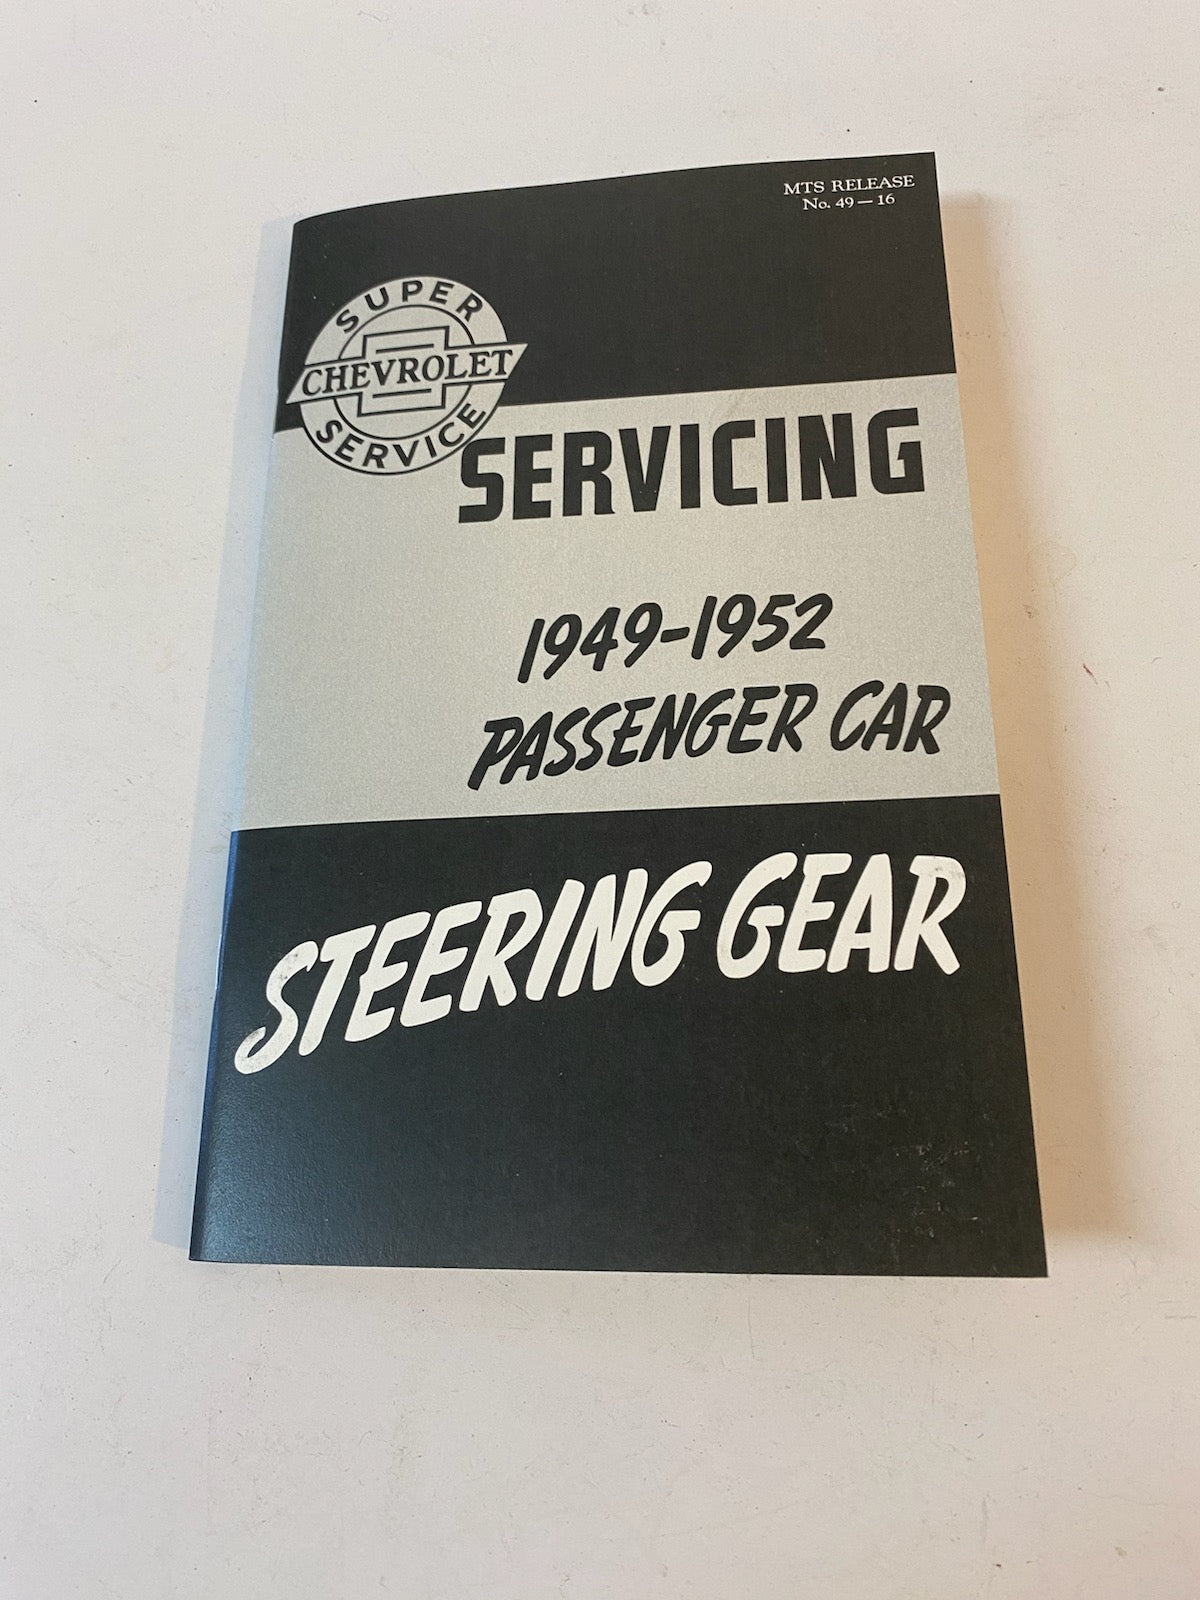 MTS RELEASE
No. 49 — 16
SUPER
CHEVROLET
SERVICE
SERVICING
1949-1952
PASSENGER CAR
STEERING GEAR